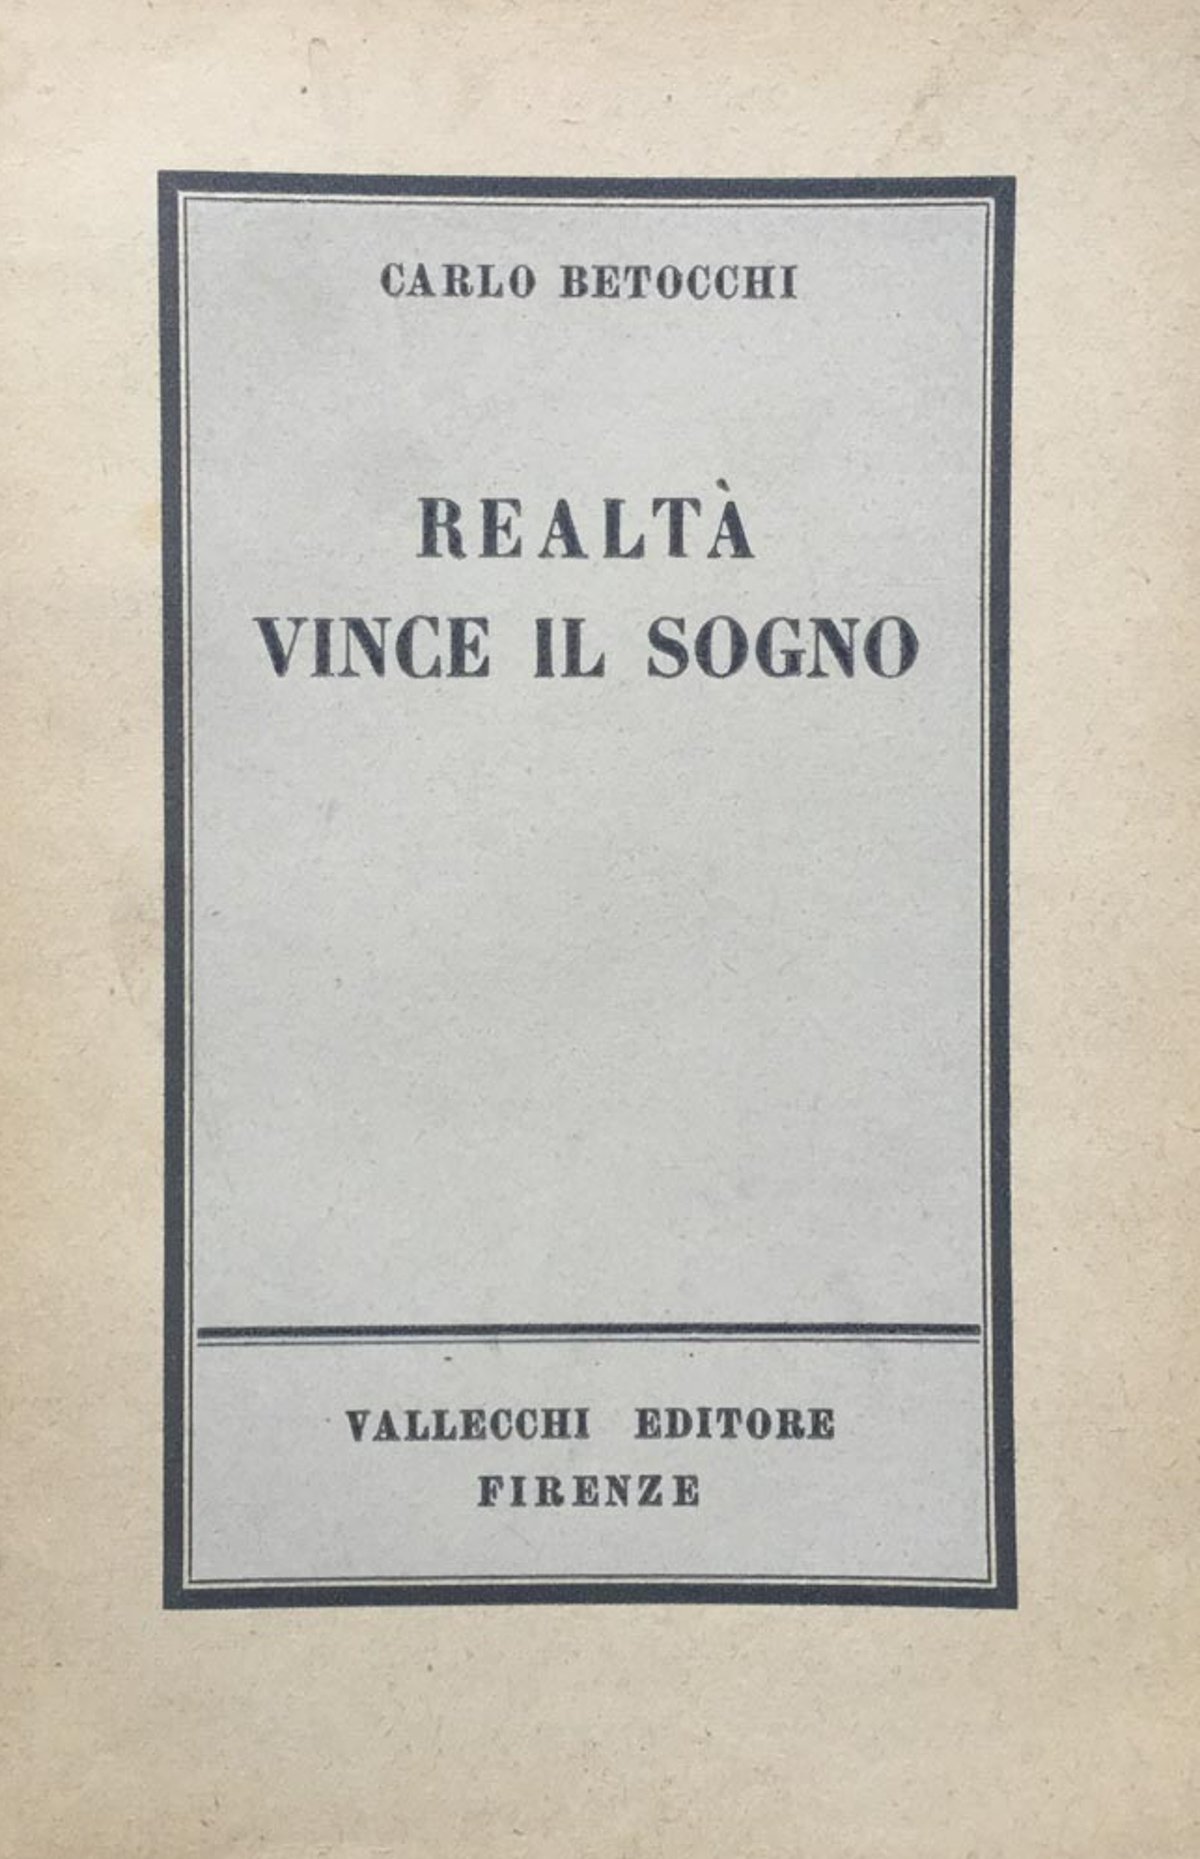 CARLO BETOCCHI
REALTÀ
VINCE IL SOGNO
VALLECCHI EDITORE
FIRENZE